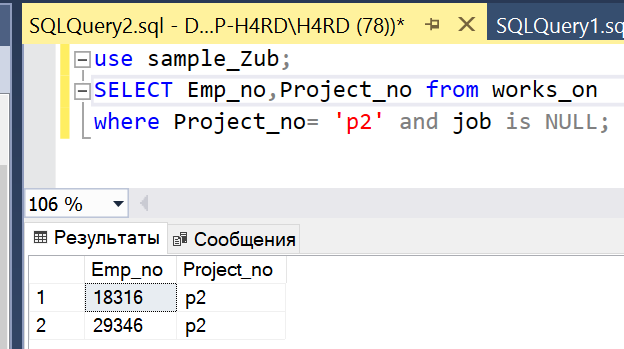 SQLQuery2.sql - D...P-H4RD\H4RD (78))*
SQLQuery1.sq
use sample_Zub;
SELECT Emp_no,Project_no from works_on
where Project_no= 'p2' and job is NULL;
106 %
Результаты
Сообщения
Emp_no Project_no
1 18316 p2
2 29346 p2